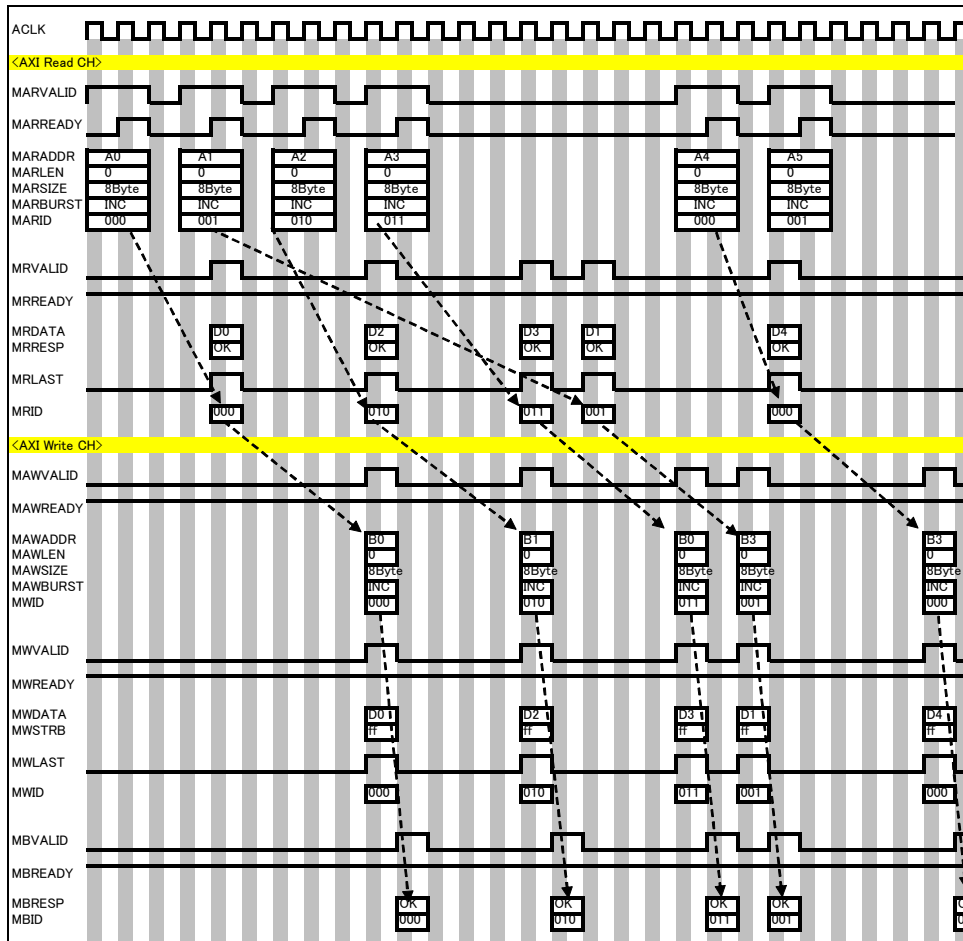 ACLK
<AXI Read CH>
MARVALID
MARREADY
MARADDR A0 A1 A2 A3 A4 A5
MARLEN 0 0 0 0 0 0
MARSIZE 8Byte 8Byte 8Byte 8Byte 8Byte 8Byte
MARBURST INC INC INC INC INC INC
MARID 000 001 010 011 000 001
MRVALID
MRREADY
MRDATA D0 D2 D3 D1 D4
MRRESP OK OK OK OK OK
MRLAST
MRID 000 010 011 001 000
<AXI Write CH>
MAWVALID
MAWREADY
MAWADDR B0 B1 B0 B3 B3
MAWLEN 0 0 0 0 0
MAWSIZE 8Byte 8Byte 8Byte 8Byte 8Byte
MAWBURST INC INC INC INC INC
MWID 000 010 011 001 000
MWVALID
MWREADY
MWDATA D0 D2 D3 D1 D4
MWSTRB ff ff ff ff ff
MWLAST
MWID 000 010 011 001 000
MBVALID
MBREADY
MBRESP OK OK OK OK
MBID 000 010 011 001